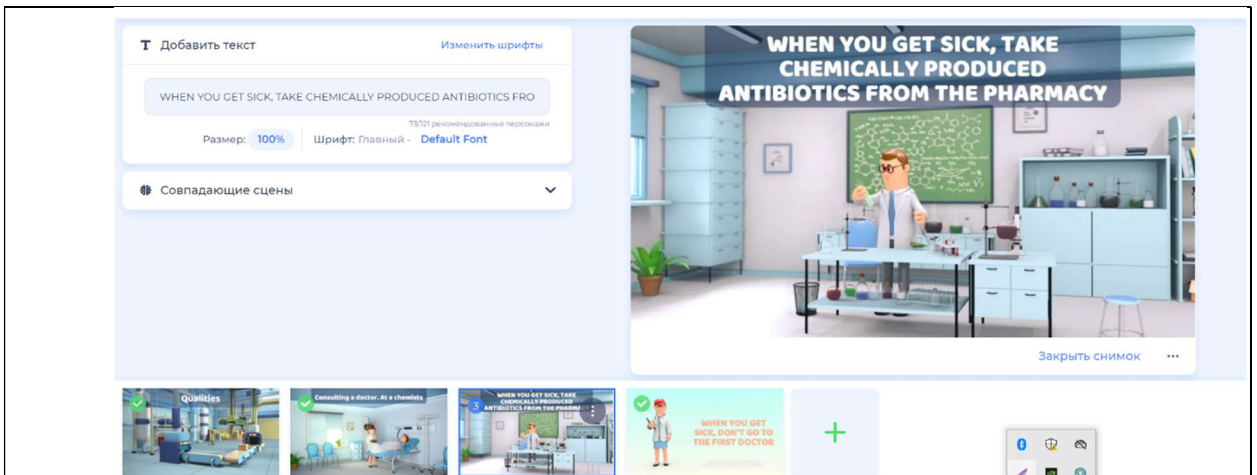 Добавить текст
Изменить шрифты
WHEN YOU GET SICK, TAKE CHEMICALLY PRODUCED ANTIBIOTICS FRO
73/121 рекомендованные персонажи
Размер: 100%
Шрифт: Главный - Default Font
Совпадающие сцены
WHEN YOU GET SICK, TAKE
CHEMICALLY PRODUCED
ANTIBIOTICS FROM THE PHARMACY
Закрыть снимок
Qualities
Consulting a doctor. At a chemists
3
WHEN YOU GET SICK, TAKE
CHEMICALLY PRODUCED
ANTIBIOTICS FROM THE PHARMA
WHEN YOU GET
SICK, DON'T GO TO
THE FIRST DOCTOR